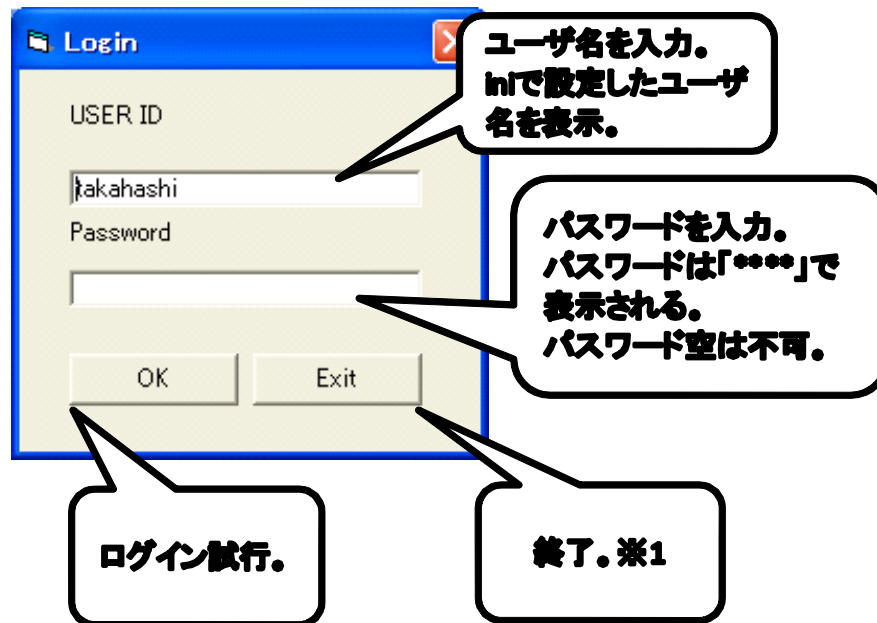 Login
ユーザ名を入力。
iniで設定したユーザ
名を表示。
USER ID
takahashi
Password
パスワードを入力。
パスワードは「****」で
表示される。
パスワード空は不可。
OK
Exit
ログイン試行。
終了。※1